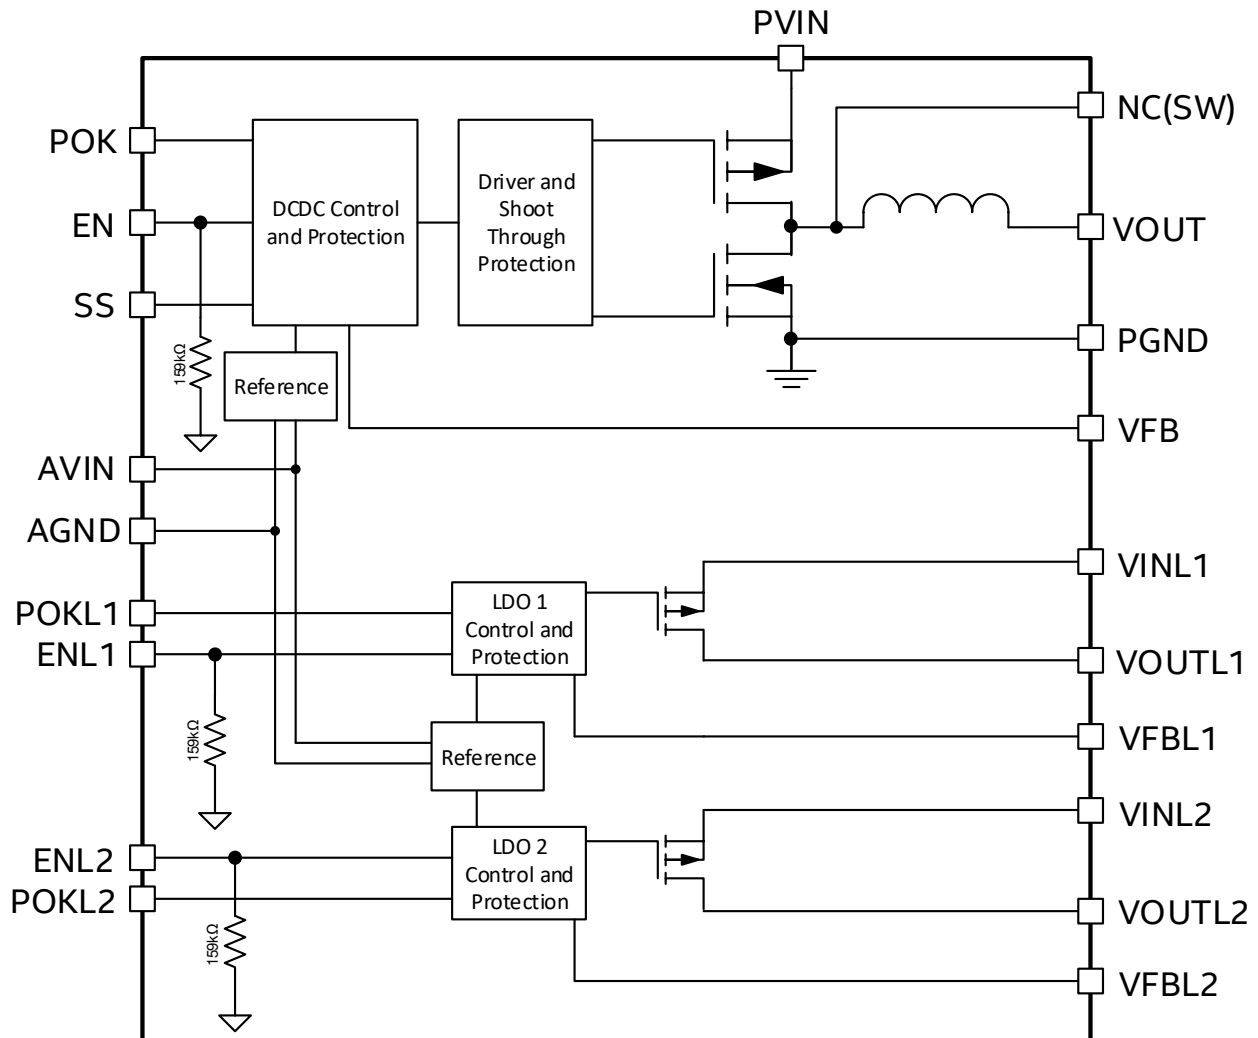 PVIN
NC(SW)
POK
EN
SS
DCDC Control
and Protection
Driver and
Shoot
Through
Protection
VOUT
PGND
159kΩ
Reference
VFB
AVIN
AGND
VINL1
POKL1
ENL1
LDO 1
Control and
Protection
VOUTL1
159kΩ
Reference
VFBL1
VINL2
ENL2
POKL2
LDO 2
Control and
Protection
VOUTL2
159kΩ
VFBL2